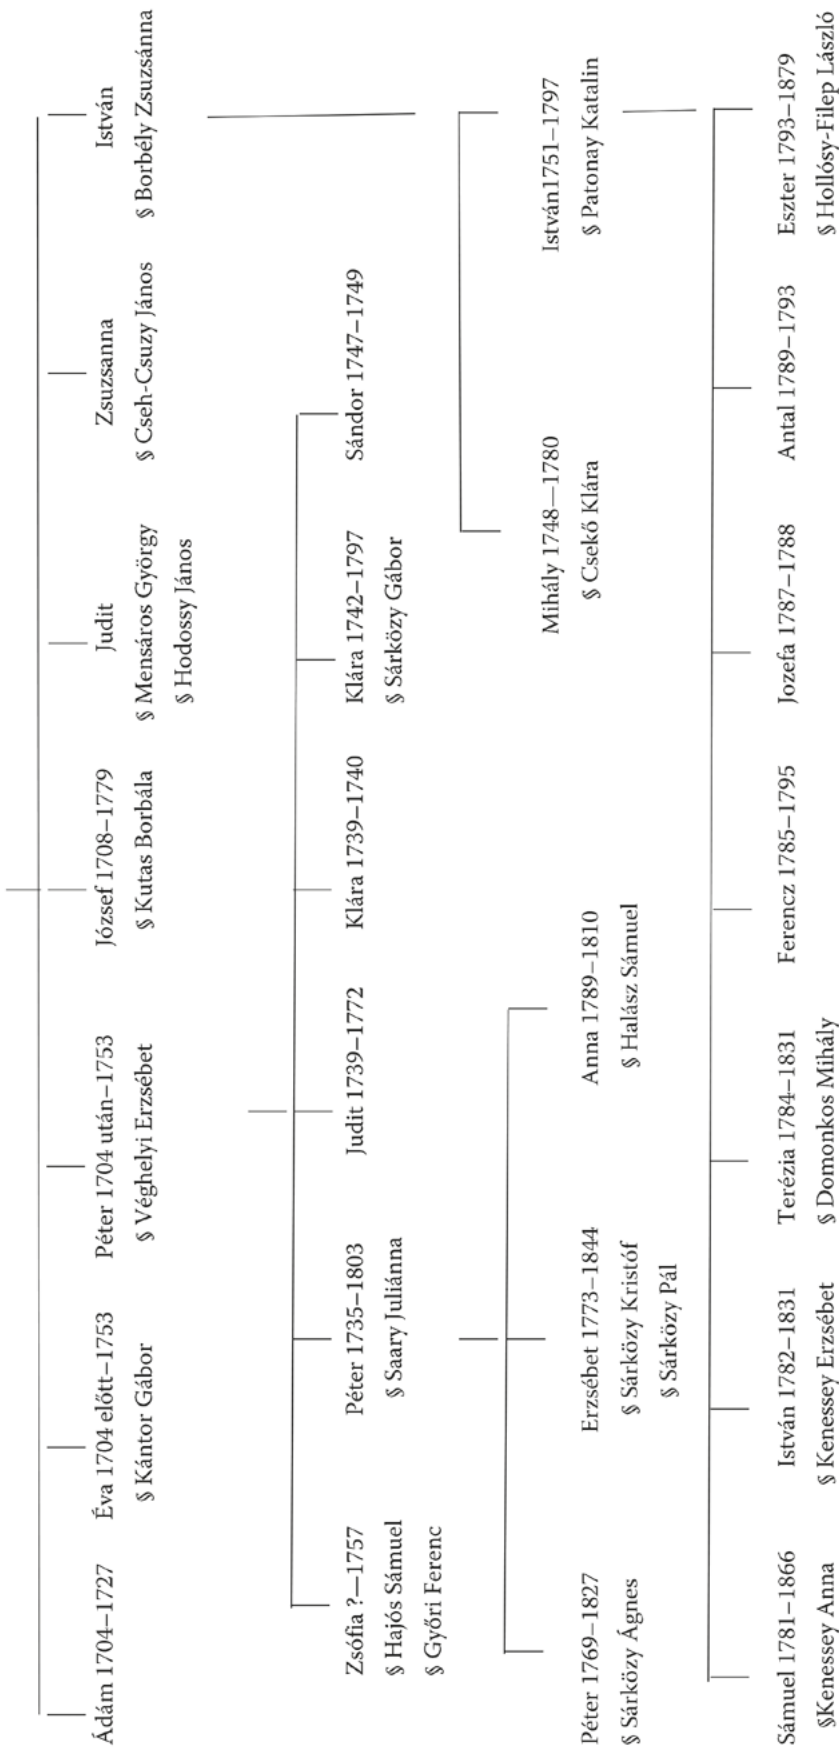 Ádám 1704–1727
Éva 1704 előtt–1753
§ Kántor Gábor
Péter 1704 után–1753
§ Véghelyi Erzsébet
József 1708–1779
§ Kutas Borbála
Judit
§ Mensáros György
§ Hodossy János
Zsuzsanna
§ Cseh-Csuzy János
István
§ Borbély Zsuzsánna
Zsófia ?—1757
§ Hajós Sámuel
§ Győri Ferenc
Péter 1735–1803
§ Saary Juliánna
Judit 1739–1772
Klára 1739–1740
Klára 1742–1797
§ Sárközy Gábor
Sándor 1747–1749
Péter 1769–1827
§ Sárközy Ágnes
Erzsébet 1773–1844
§ Sárközy Kristóf
§ Sárközy Pál
Anna 1789–1810
§ Halász Sámuel
Mihály 1748—1780
§ Csekő Klára
István1751–1797
§ Patonay Katalin
Sámuel 1781–1866
§Kenessey Anna
István 1782–1831
§ Kenessey Erzsébet
Terézia 1784–1831
§ Domonkos Mihály
Ferencz 1785–1795
Jozefa 1787–1788
Antal 1789–1793
Eszter 1793–1879
§ Hollósy-Filep László